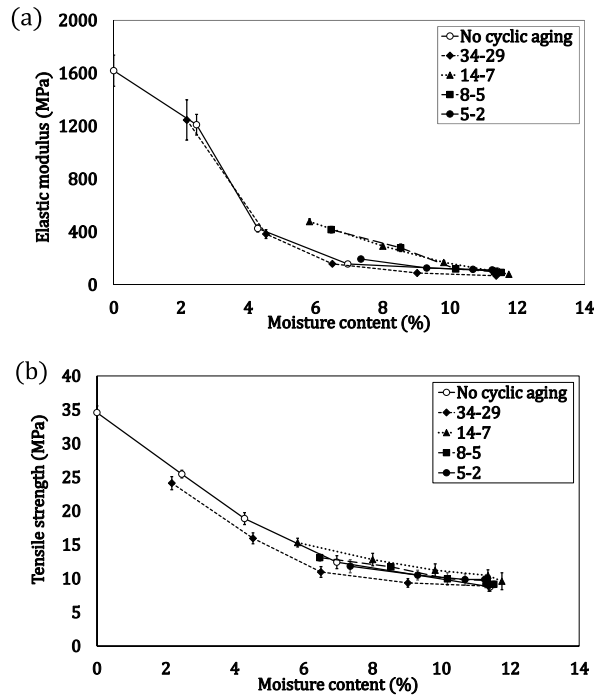 (a)
2000
1600
1200
800
400
0
Elastic modulus (MPa)
No cyclic aging
34-29
14-7
8-5
5-2
0 2 4 6 8 10 12 14
Moisture content (%)
(b)
40
35
30
25
20
15
10
5
0
Tensile strength (MPa)
No cyclic aging
34-29
14-7
8-5
5-2
0 2 4 6 8 10 12 14
Moisture content (%)